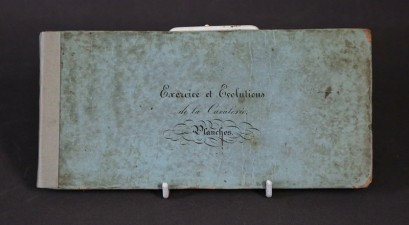 Exercice et Evolutions
de la Cavalerie.
Planches.